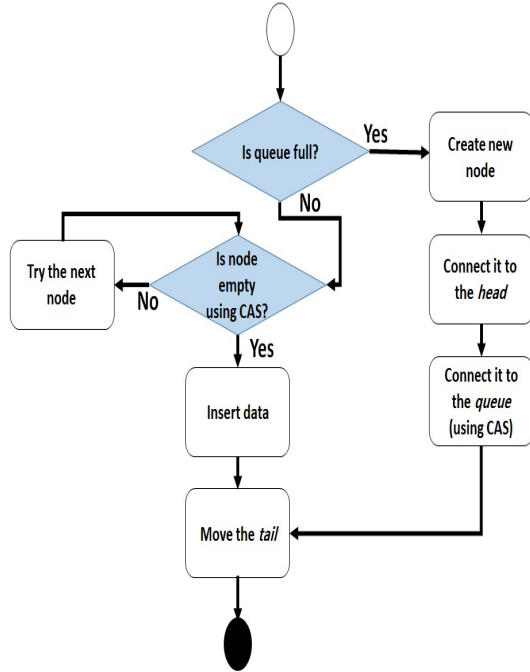 Is queue full?
Yes
Create new
node
No
Connect it to
the head
Is node
empty
using CAS?
Try the next
node
No
Yes
Connect it to
the queue
(using CAS)
Insert data
Move the tail